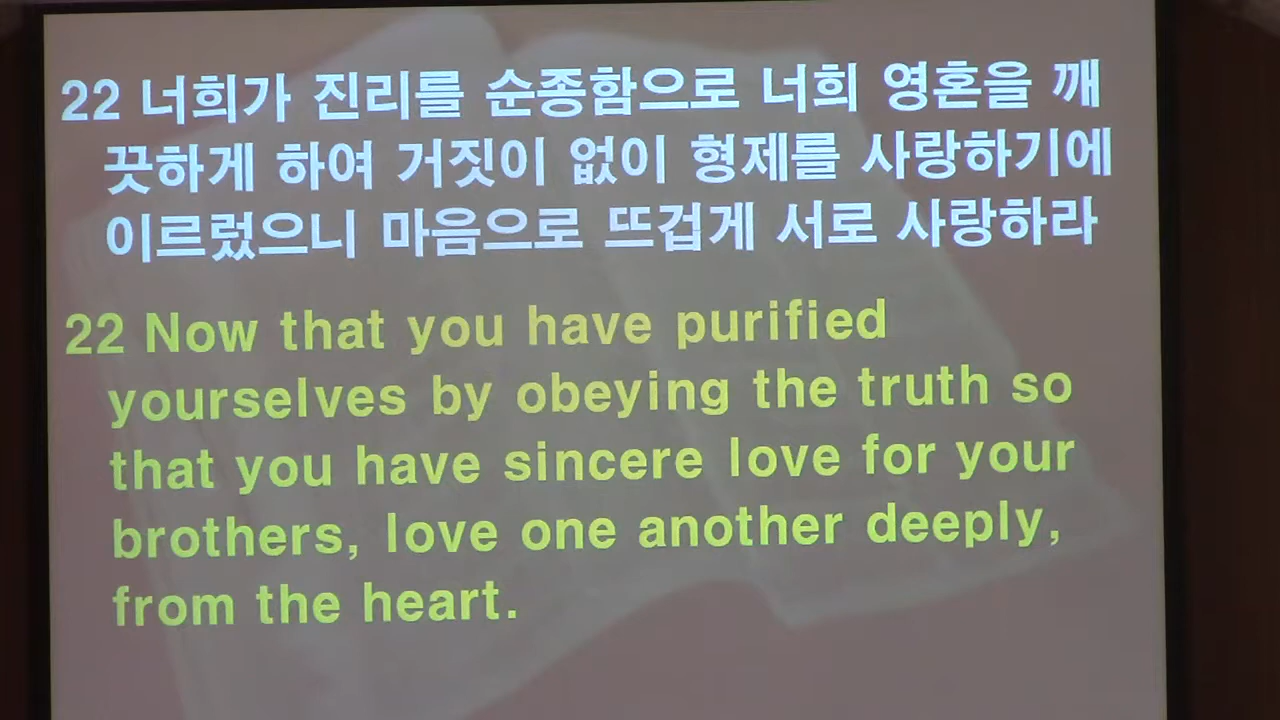 22 너희가 진리를 순종함으로 너희 영혼을 깨
끗하게 하여 거짓이 없이 형제를 사랑하기에
이르렀으니 마음으로 뜨겁게 서로 사랑하라
22 Now that you have purified
yourselves by obeying the truth so
that you have sincere love for your
brothers, love one another deeply,
from the heart.